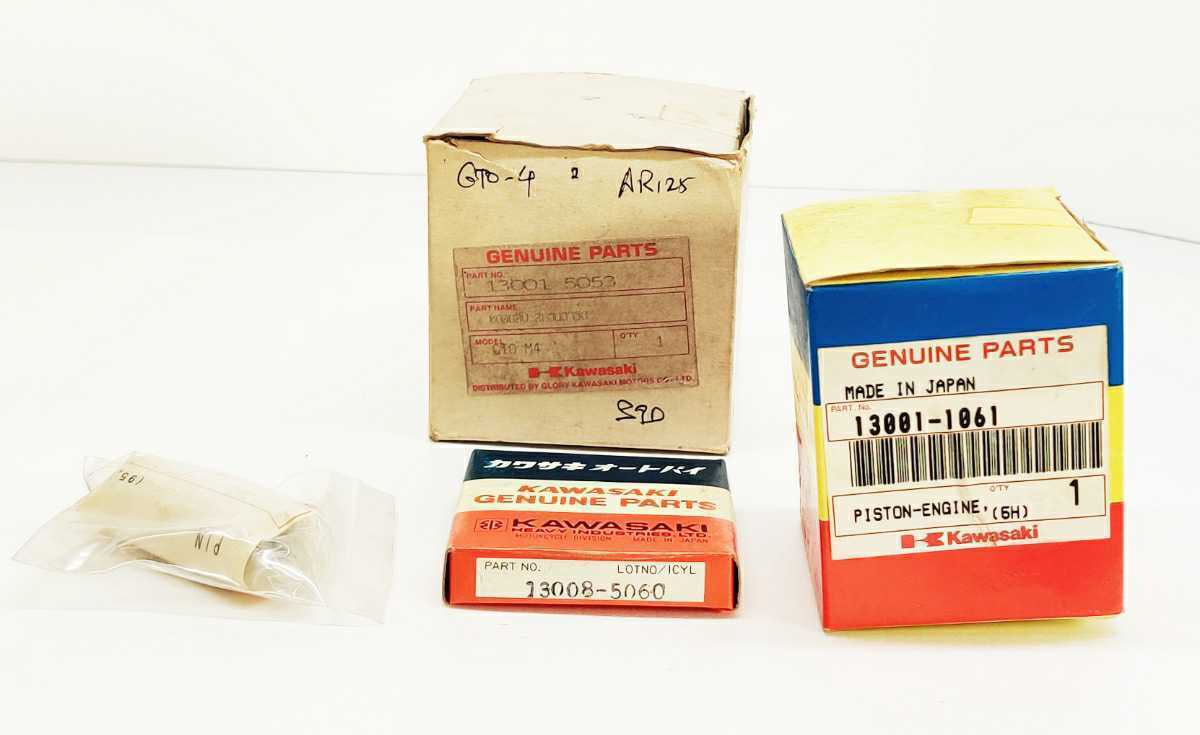 GTO-4 2 AR125
GENUINE PARTS
PART NO.
13001 5053
PART NAME
MODEL
GTO M4
Q'TY
1
Kawasaki
DISTRIBUTED BY GLORY KAWASAKI MOTORS CO., LTD.
GENUINE PARTS
MADE IN JAPAN
PART. No.
13001-1061
Q'TY
1
PISTON-ENGINE,(6H)
Kawasaki
カワサキ オートバイ
KAWASAKI
GENUINE PARTS
KAWASAKI
HEAVY INDUSTRIES, LTD.
MOTORCYCLE DIVISION MADE IN JAPAN
PART NO. LOTNO/1CYL
13008-5060
PIN